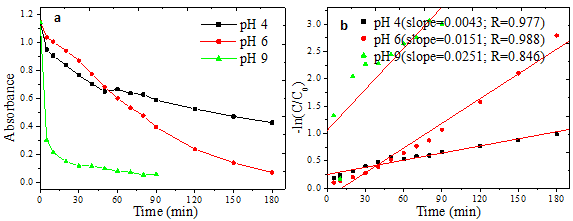 a
pH 4
pH 6
pH 9
Absorbance
1.2
1.0
0.8
0.6
0.4
0.2
0.0
0 30 60 90 120 150 180
Time (min)
b
pH 4(slope=0.0043; R=0.977)
pH 6(slope=0.0151; R=0.988)
pH 9(slope=0.0251; R=0.846)
-ln(C/C0)
3.0
2.5
2.0
1.5
1.0
0.5
0.0
0 30 60 90 120 150 180
Time (min)